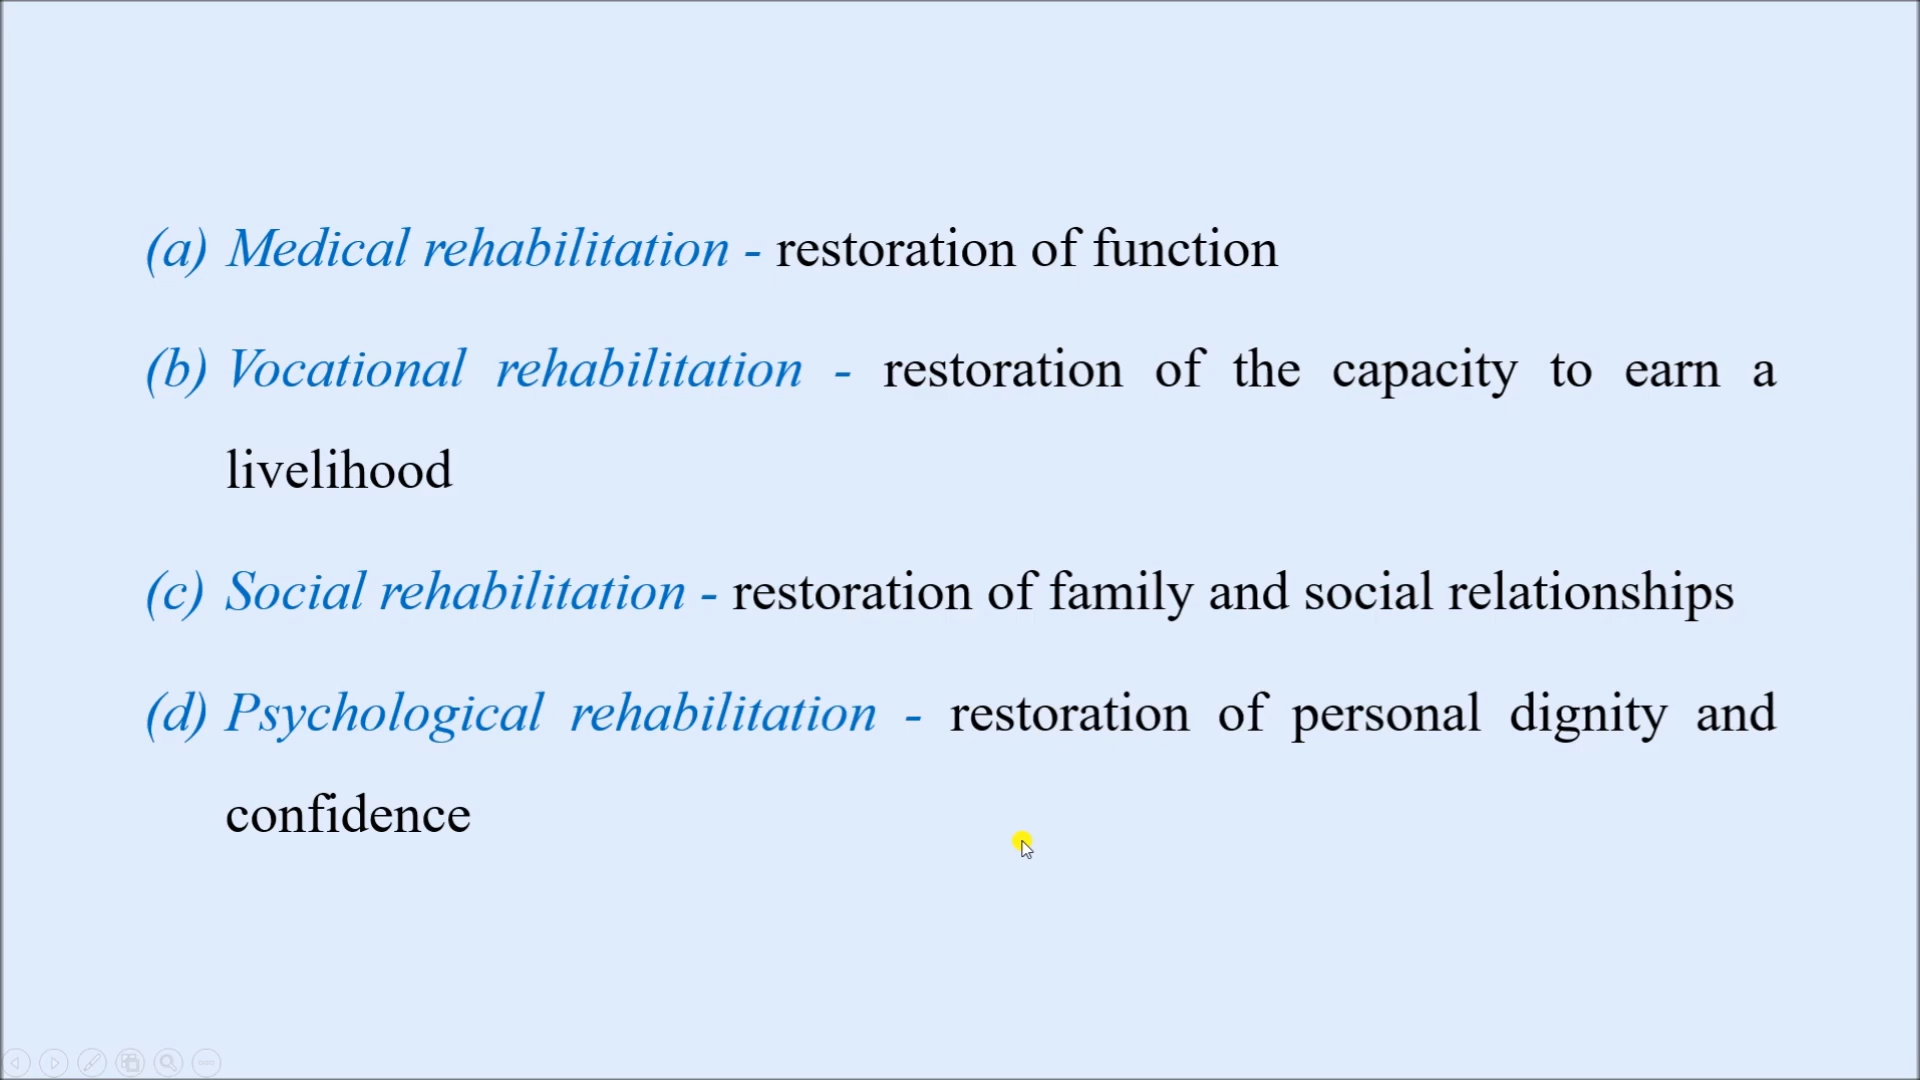 (a) Medical rehabilitation - restoration of function
(b) Vocational rehabilitation - restoration of the capacity to earn a
livelihood
(c) Social rehabilitation - restoration of family and social relationships
(d) Psychological rehabilitation - restoration of personal dignity and
confidence